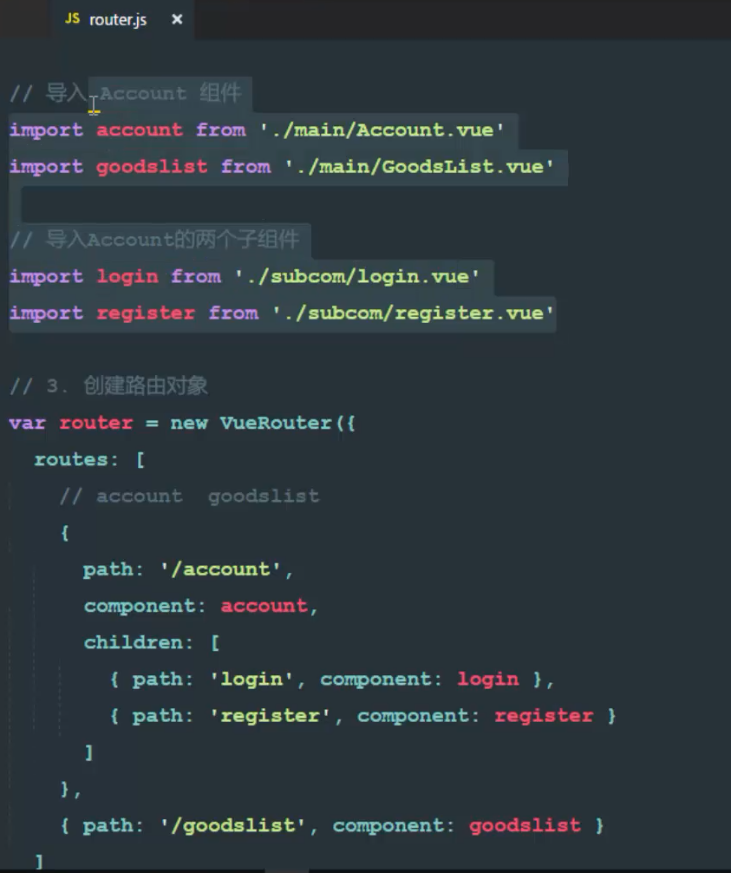 JS router.js ×
// 导入 Account 组件
import account from './main/Account.vue'
import goodslist from './main/GoodsList.vue'
// 导入Account的两个子组件
import login from './subcom/login.vue'
import register from './subcom/register.vue'
// 3. 创建路由对象
var router = new VueRouter({
  routes: [
    // account  goodslist
    {
      path: '/account',
      component: account,
      children: [
        { path: 'login', component: login },
        { path: 'register', component: register }
      ]
    },
    { path: '/goodslist', component: goodslist }
  ]